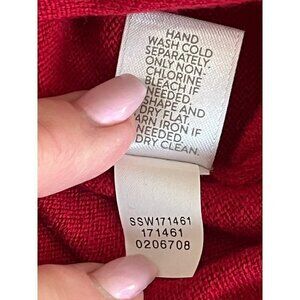 HAND
WASH COLD
SEPARATELY.
ONLY NON-
CHLORINE
BLEACH IF
NEEDED.
SHAPE AND
DRY FLAT.
ARN IRON IF
NEEDED.
DRY CLEAN.
SSW171461
171461
0206708